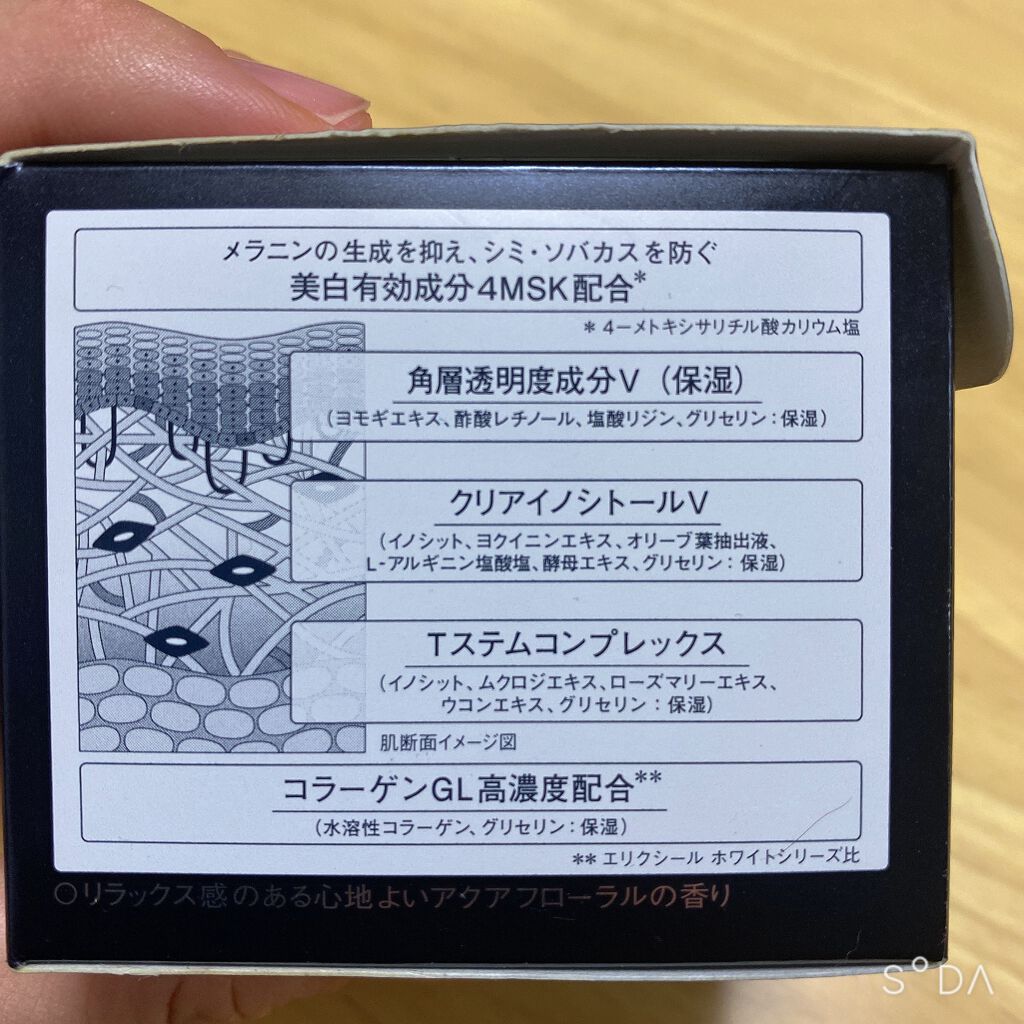 メラニンの生成を抑え、シミ・ソバカスを防ぐ
美白有効成分4MSK配合*
* 4ーメトキシサリチル酸カリウム塩
角層透明度成分V（保湿）
（ヨモギエキス、酢酸レチノール、塩酸リジン、グリセリン：保湿）
クリアイノシトールV
（イノシット、ヨクイニンエキス、オリーブ葉抽出液、
L-アルギニン塩酸塩、酵母エキス、グリセリン：保湿）
Tステムコンプレックス
（イノシット、ムクロジエキス、ローズマリーエキス、
ウコンエキス、グリセリン：保湿）
肌断面イメージ図
コラーゲンGL高濃度配合**
（水溶性コラーゲン、グリセリン：保湿）
** エリクシール ホワイトシリーズ比
○リラックス感のある心地よいアクアフローラルの香り
SODA